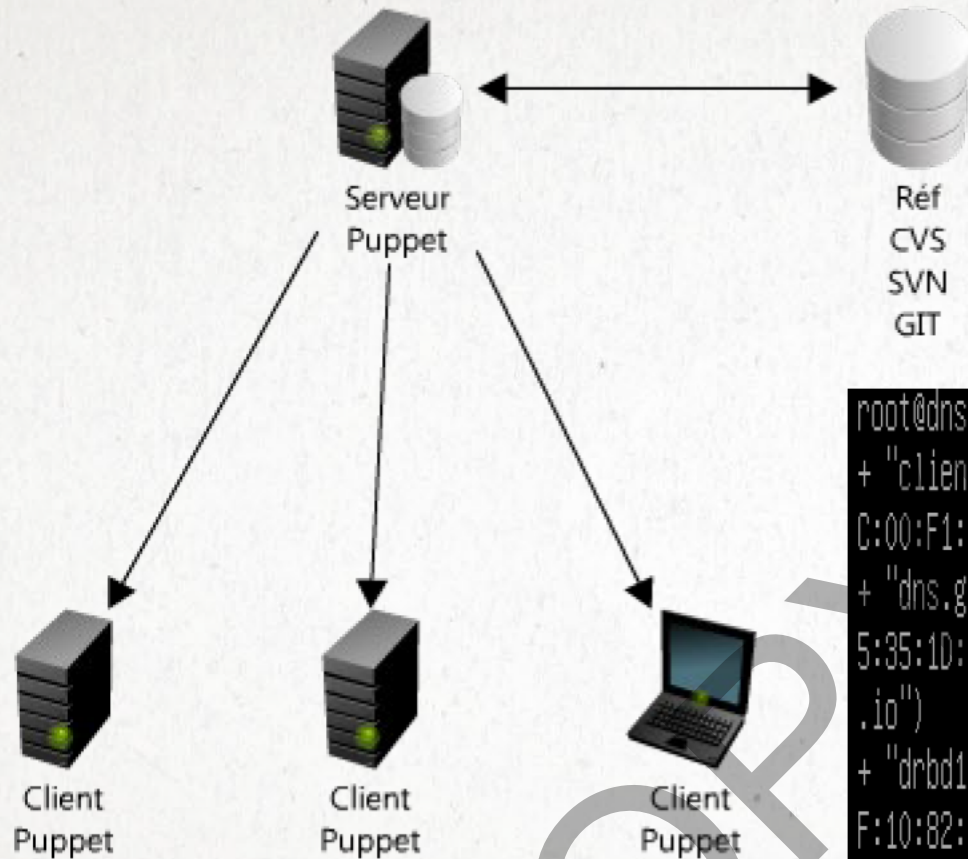 Serveur
Puppet
Réf
CVS
SVN
GIT
Client
Puppet
Client
Puppet
Client
Puppet
root@dns
+ "clien
C:00:F1:
+ "dns.g
5:35:1D:
.io")
+ "drbd1
F:10:82: